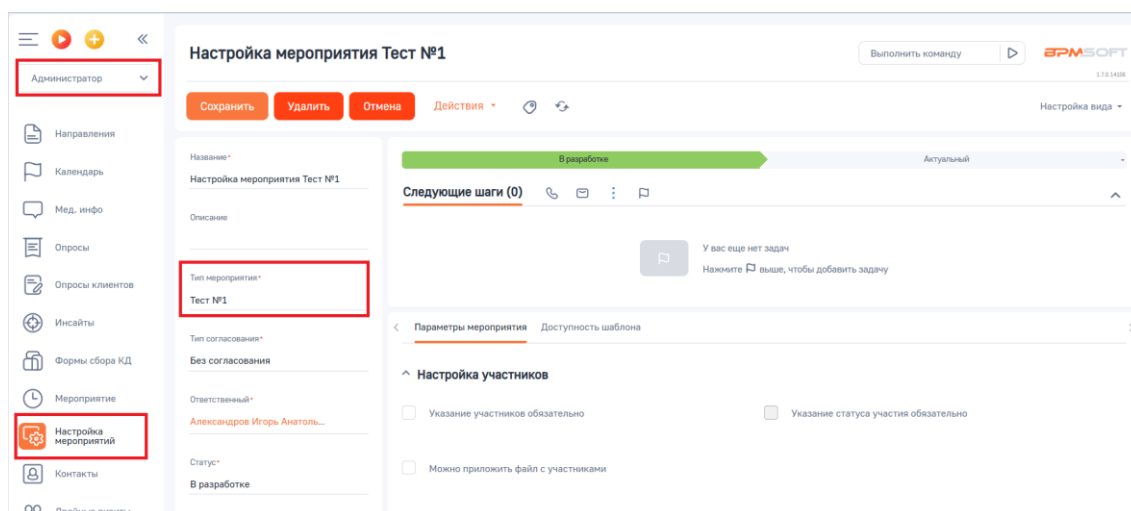 Администратор
Направления
Календарь
Мед. инфо
Опросы
Опросы клиентов
Инсайты
Формы сбора КД
Мероприятие
Настройка
мероприятий
Контакты
Настройка мероприятия Тест №1
Выполнить команду
BPMSOFT
Сохранить Удалить Отмена Действия
Настройка вида
Название*
Настройка мероприятия Тест №1
Описание
Тип мероприятия*
Тест №1
Тип согласования*
Без согласования
Ответственный*
Александров Игорь Анатоль...
Статус*
В разработке
В разработке Актуальный
Следующие шаги (0)
У вас еще нет задач
Нажмите выше, чтобы добавить задачу
Параметры мероприятия Доступность шаблона
Настройка участников
Указание участников обязательно Указание статуса участия обязательно
Можно приложить файл с участниками